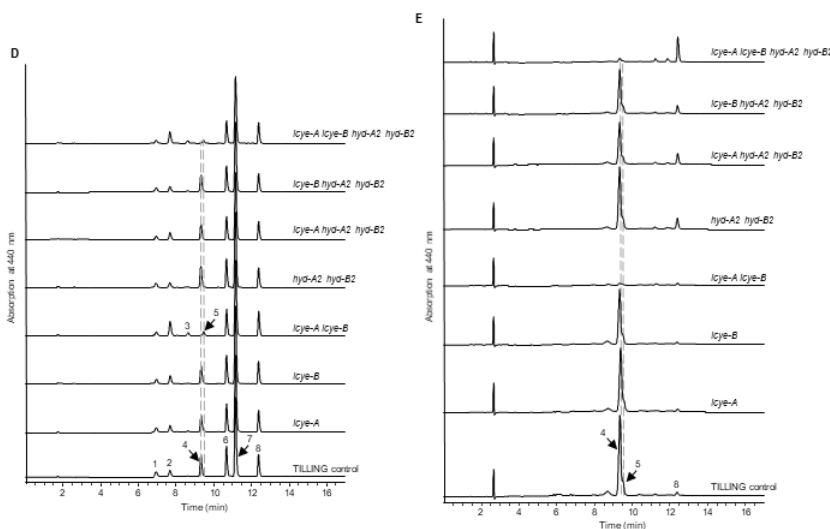 D
lcye-A lcye-B hyd-A2 hyd-B2
lcye-B hyd-A2 hyd-B2
lcye-A hyd-A2 hyd-B2
hyd-A2 hyd-B2
lcye-A lcye-B
3
5
lcye-B
lcye-A
4
6
7
8
1
2
TILLING control
Absorption at 440 nm
2 4 6 8 10 12 14 16
Time (min)
E
lcye-A lcye-B hyd-A2 hyd-B2
lcye-B hyd-A2 hyd-B2
lcye-A hyd-A2 hyd-B2
hyd-A2 hyd-B2
lcye-A lcye-B
lcye-B
lcye-A
4
5
8
TILLING control
Absorption at 440 nm
2 4 6 8 10 12 14 16
Time (min)